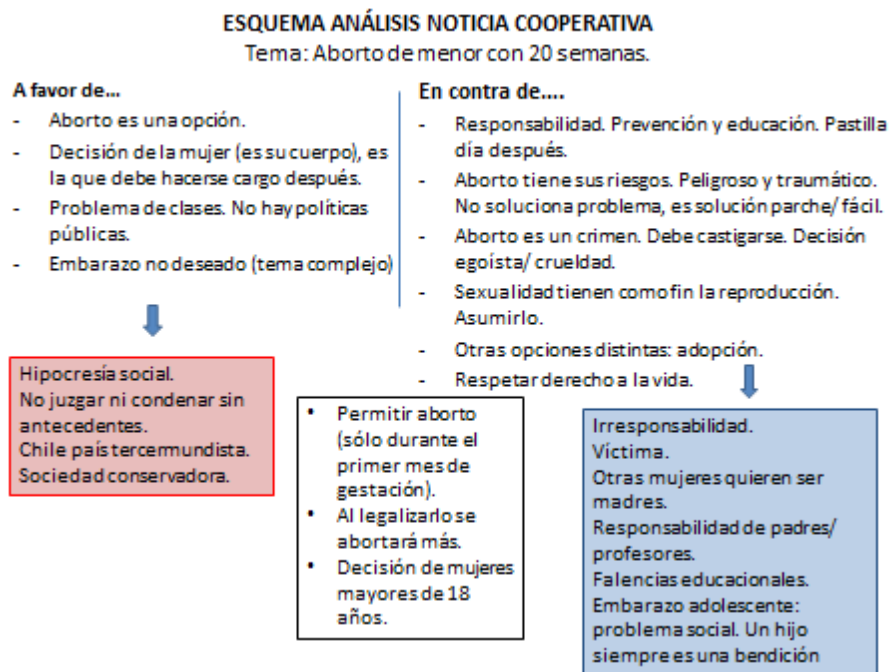 ESQUEMA ANÁLISIS NOTICIA COOPERATIVA
Tema: Aborto de menor con 20 semanas.
A favor de...
- Aborto es una opción.
- Decisión de la mujer (es su cuerpo), es
la que debe hacerse cargo después.
- Problema de clases. No hay políticas
públicas.
- Embarazo no deseado (tema complejo)
Hipocresía social.
No juzgar ni condenar sin
antecedentes.
Chile país tercermundista.
Sociedad conservadora.
En contra de....
- Responsabilidad. Prevención y educación. Pastilla
día después.
- Aborto tiene sus riesgos. Peligroso y traumático.
No soluciona problema, es solución parche/ fácil.
- Aborto es un crimen. Debe castigarse. Decisión
egoísta/ crueldad.
- Sexualidad tienen como fin la reproducción.
Asumirlo.
- Otras opciones distintas: adopción.
- Respetar derecho a la vida.
• Permitir aborto
(sólo durante el
primer mes de
gestación).
• Al legalizarlo se
abortará más.
• Decisión de mujeres
mayores de 18
años.
Irresponsabilidad.
Víctima.
Otras mujeres quieren ser
madres.
Responsabilidad de padres/
profesores.
Falencias educacionales.
Embarazo adolescente:
problema social. Un hijo
siempre es una bendición